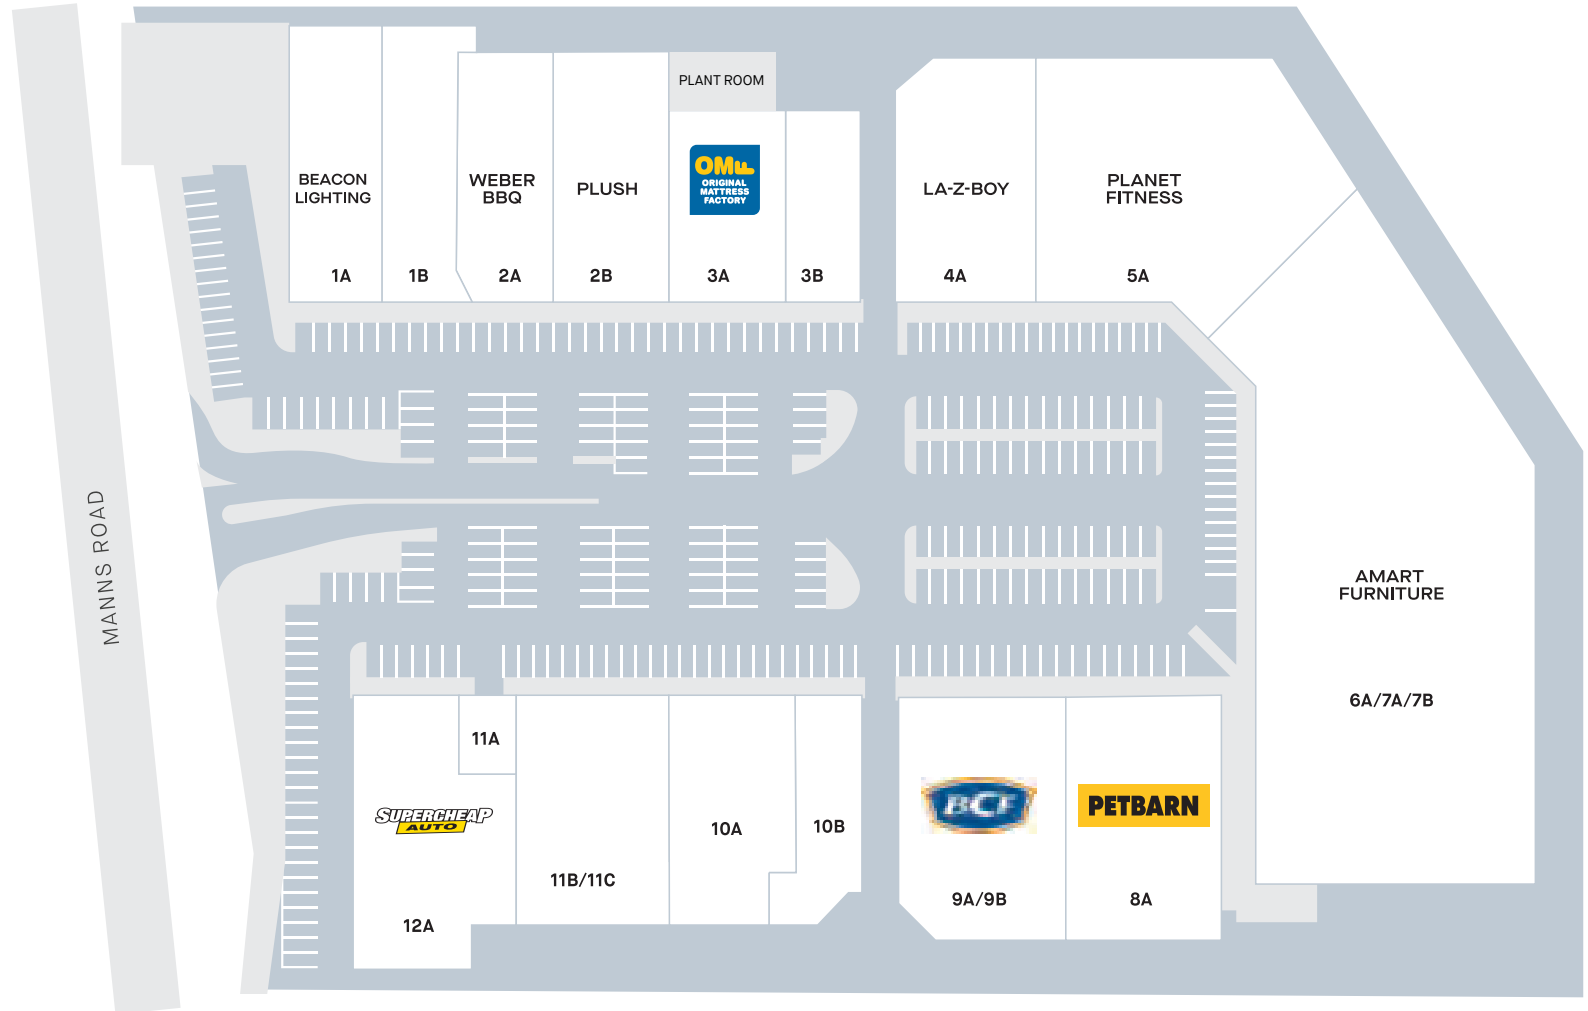 PLANT ROOM
OMF
ORIGINAL
MATTRESS
FACTORY
BEACON
LIGHTING
WEBER
BBQ
PLUSH
LA-Z-BOY
PLANET
FITNESS
1A
1B
2A
2B
3A
3B
4A
5A
MANNS ROAD
AMART
FURNITURE
6A/7A/7B
11A
SUPERCHEAP
AUTO
10A
10B
BCF
PETBARN
11B/11C
12A
9A/9B
8A